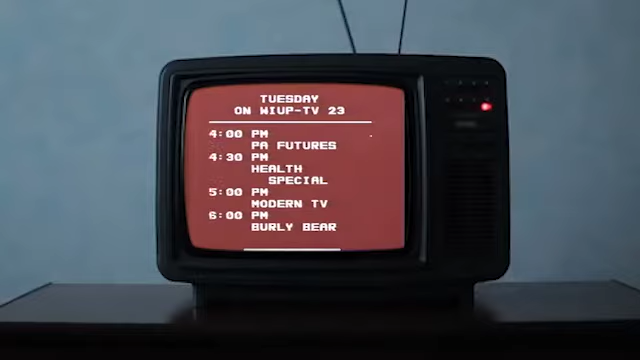 TUESDAY
ON WIUP-TV 23
4:00 PM
PA FUTURES
4:30 PM
HEALTH
SPECIAL
5:00 PM
MODERN TV
6:00 PM
BURLY BEAR